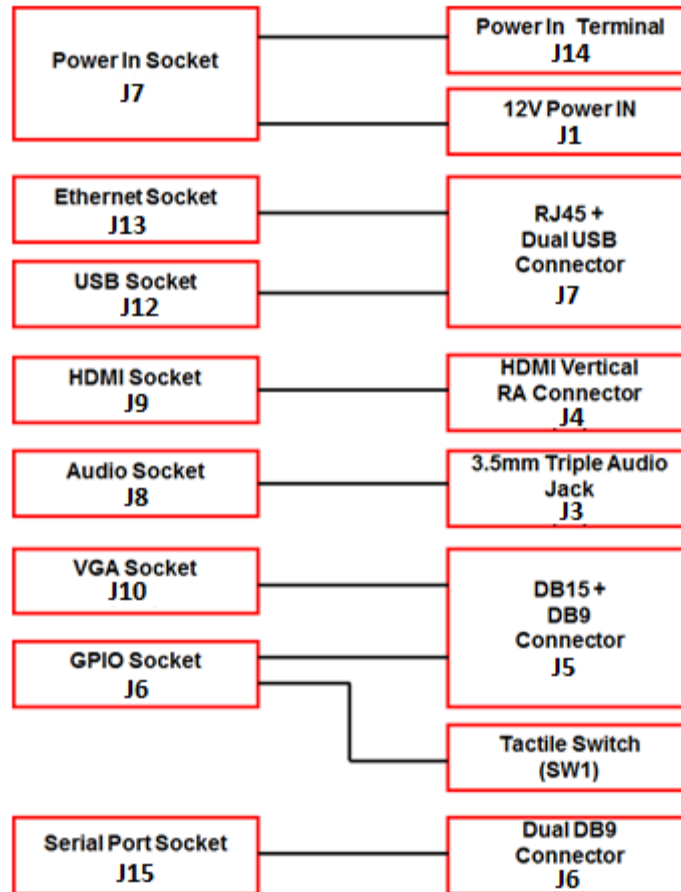 Power In Socket
J7
Power In Terminal
J14
12V Power IN
J1
Ethernet Socket
J13
USB Socket
J12
RJ45 +
Dual USB
Connector
J7
HDMI Socket
J9
HDMI Vertical
RA Connector
J4
Audio Socket
J8
3.5mm Triple Audio
Jack
J3
VGA Socket
J10
GPIO Socket
J6
DB15 +
DB9
Connector
J5
Tactile Switch
(SW1)
Serial Port Socket
J15
Dual DB9
Connector
J6